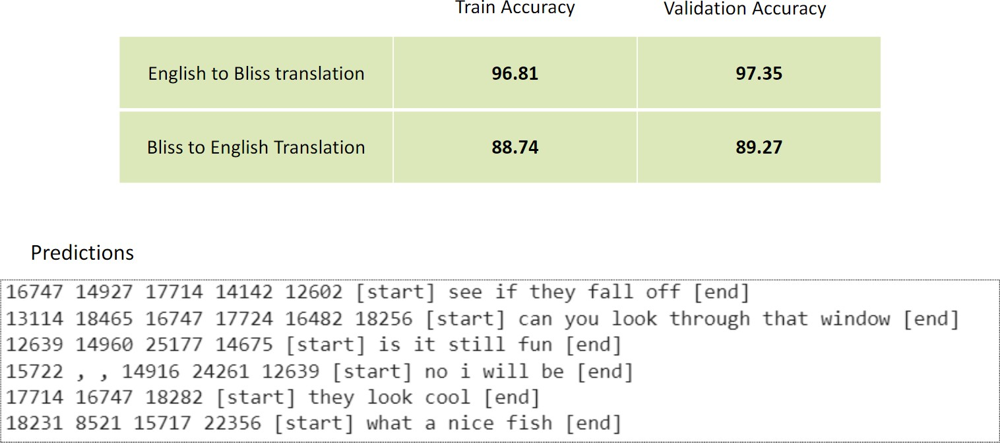 Train Accuracy Validation Accuracy
English to Bliss translation 96.81 97.35
Bliss to English Translation 88.74 89.27
Predictions
16747 14927 17714 14142 12602 [start] see if they fall off [end]
13114 18465 16747 17724 16482 18256 [start] can you look through that window [end]
12639 14960 25177 14675 [start] is it still fun [end]
15722 , , 14916 24261 12639 [start] no i will be [end]
17714 16747 18282 [start] they look cool [end]
18231 8521 15717 22356 [start] what a nice fish [end]